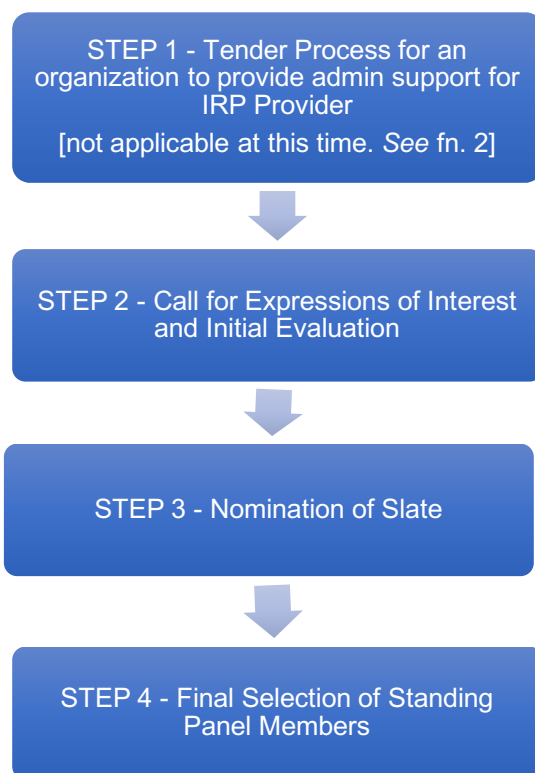 STEP 1 - Tender Process for an
organization to provide admin support for
IRP Provider
[not applicable at this time. See fn. 2]
STEP 2 - Call for Expressions of Interest
and Initial Evaluation
STEP 3 - Nomination of Slate
STEP 4 - Final Selection of Standing
Panel Members